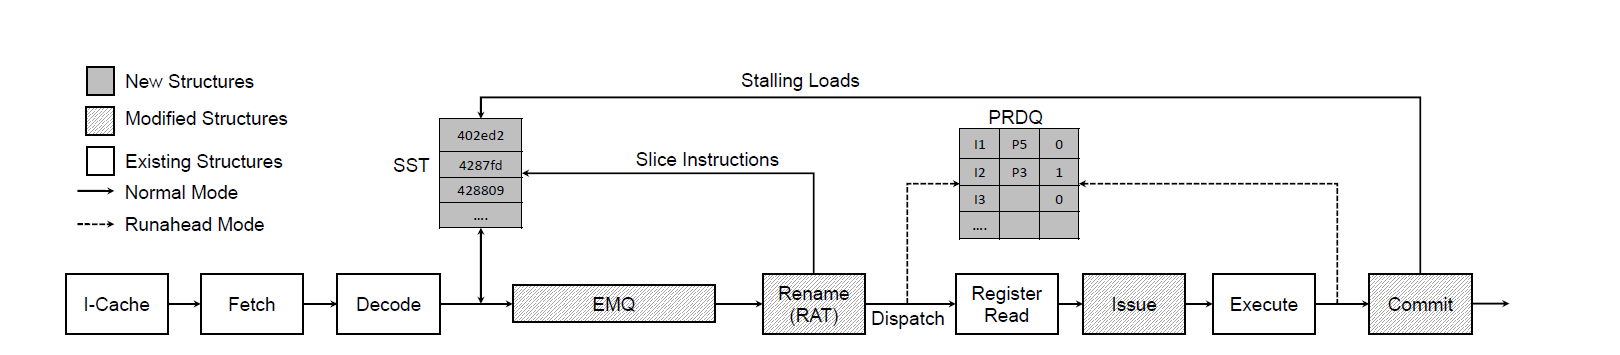 New Structures
Modified Structures
Existing Structures
Normal Mode
Runahead Mode
Stalling Loads
SST
402ed2
4287fd
428809
....
Slice Instructions
PRDQ
I1 P5 0
I2 P3 1
I3 0
....
I-Cache
Fetch
Decode
EMQ
Rename
(RAT)
Dispatch
Register
Read
Issue
Execute
Commit